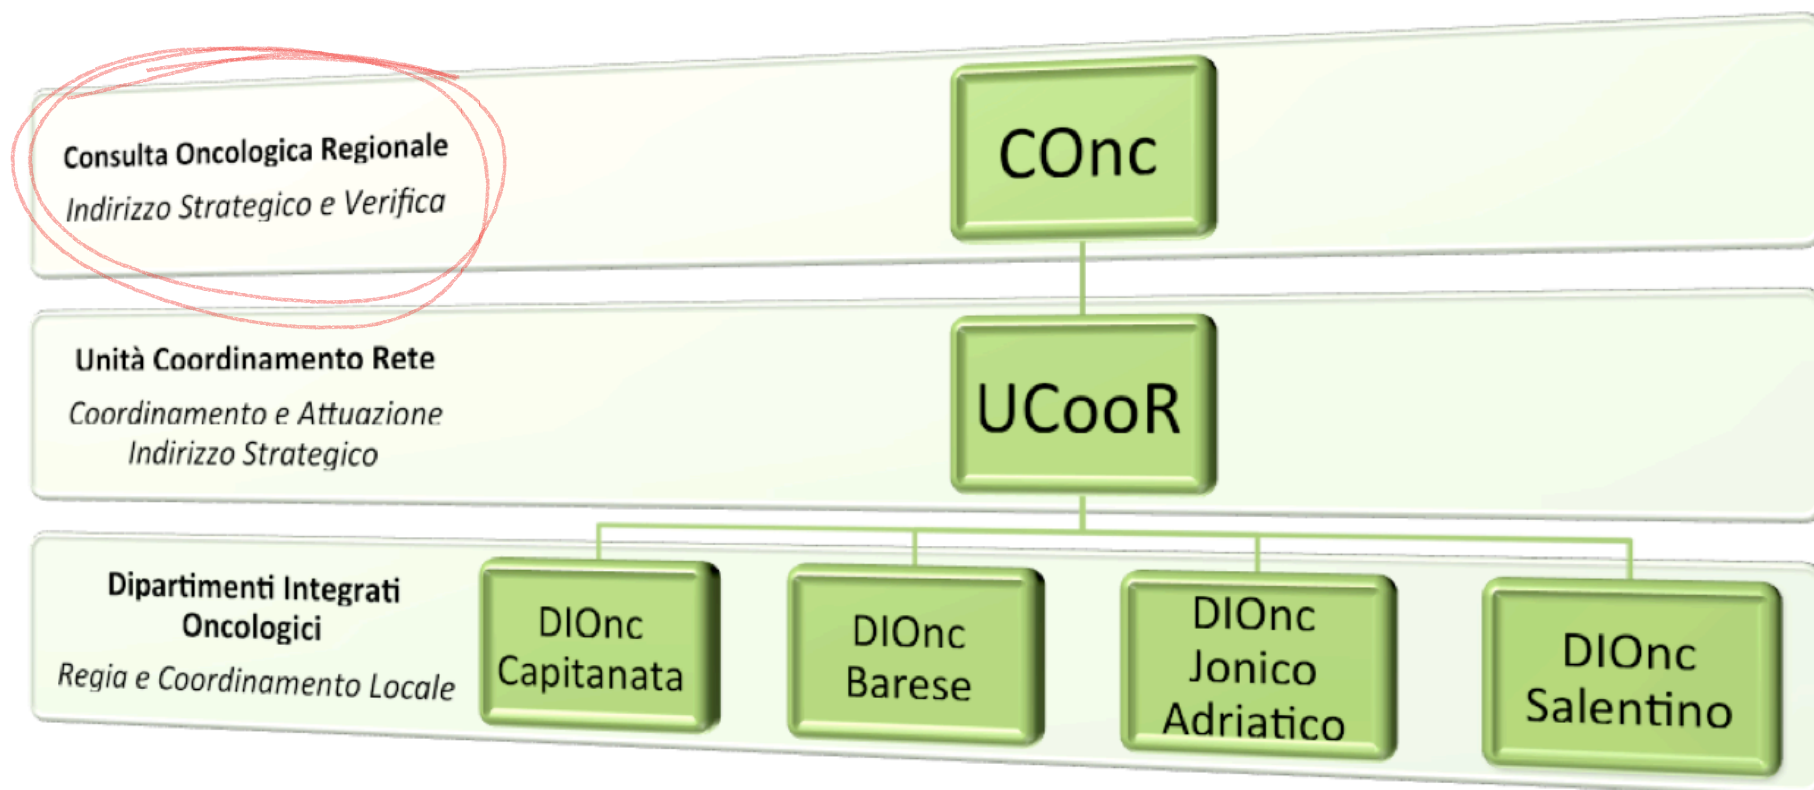 Consulta Oncologica Regionale
Indirizzo Strategico e Verifica
COnc
Unità Coordinamento Rete
Coordinamento e Attuazione
Indirizzo Strategico
UCooR
Dipartimenti Integrati
Oncologici
Regia e Coordinamento Locale
DIOnc
Capitanata
DIOnc
Barese
DIOnc
Jonico
Adriatico
DIOnc
Salentino